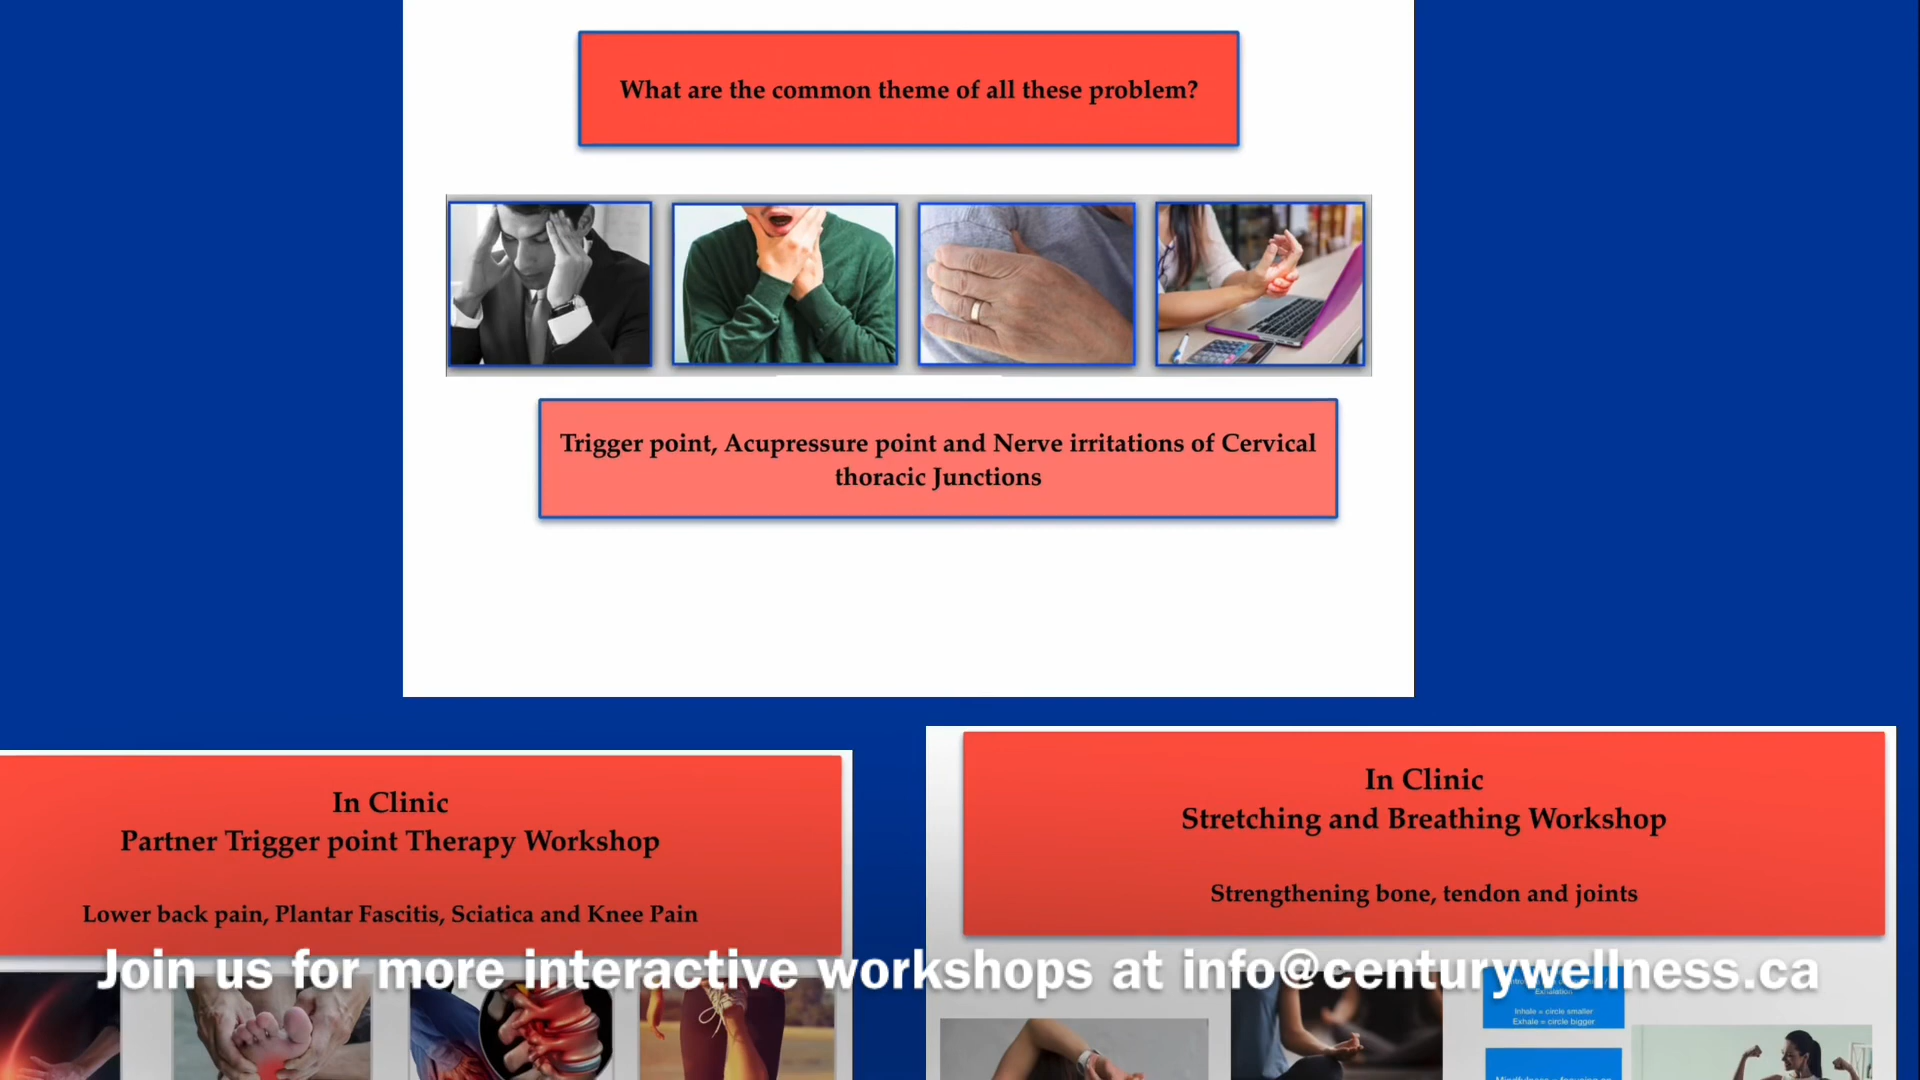 What are the common theme of all these problem?
Trigger point, Acupressure point and Nerve irritations of Cervical
thoracic Junctions
In Clinic
Partner Trigger point Therapy Workshop
Lower back pain, Plantar Fascitis, Sciatica and Knee Pain
In Clinic
Stretching and Breathing Workshop
Strengthening bone, tendon and joints
Join us for more interactive workshops at info@centurywellness.ca
Exhalation
Inhale = circle smaller
Exhale = circle bigger